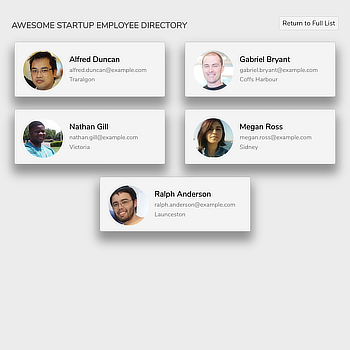 AWESOME STARTUP EMPLOYEE DIRECTORY
Return to Full List
Alfred Duncan
alfred.duncan@example.com
Traralgon
Gabriel Bryant
gabriel.bryant@example.com
Coffs Harbour
Nathan Gill
nathan.gill@example.com
Victoria
Megan Ross
megan.ross@example.com
Sidney
Ralph Anderson
ralph.anderson@example.com
Launceston